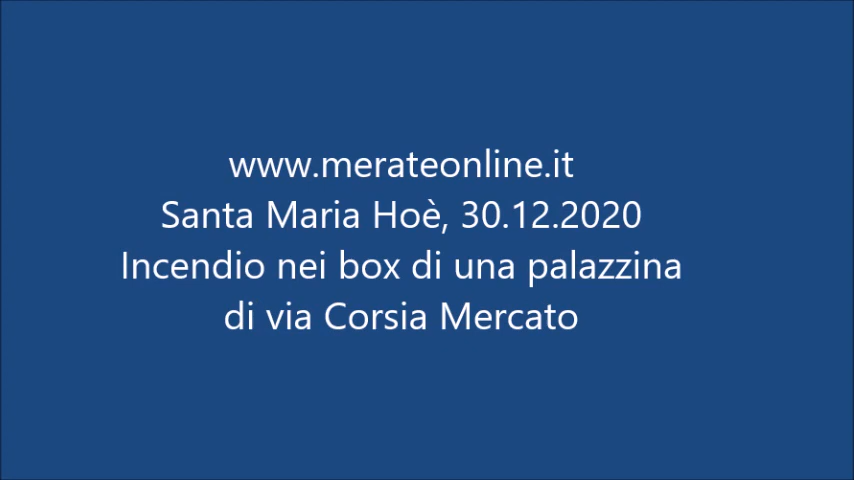 www.merateonline.it
Santa Maria Hoè, 30.12.2020
Incendio nei box di una palazzina
di via Corsia Mercato